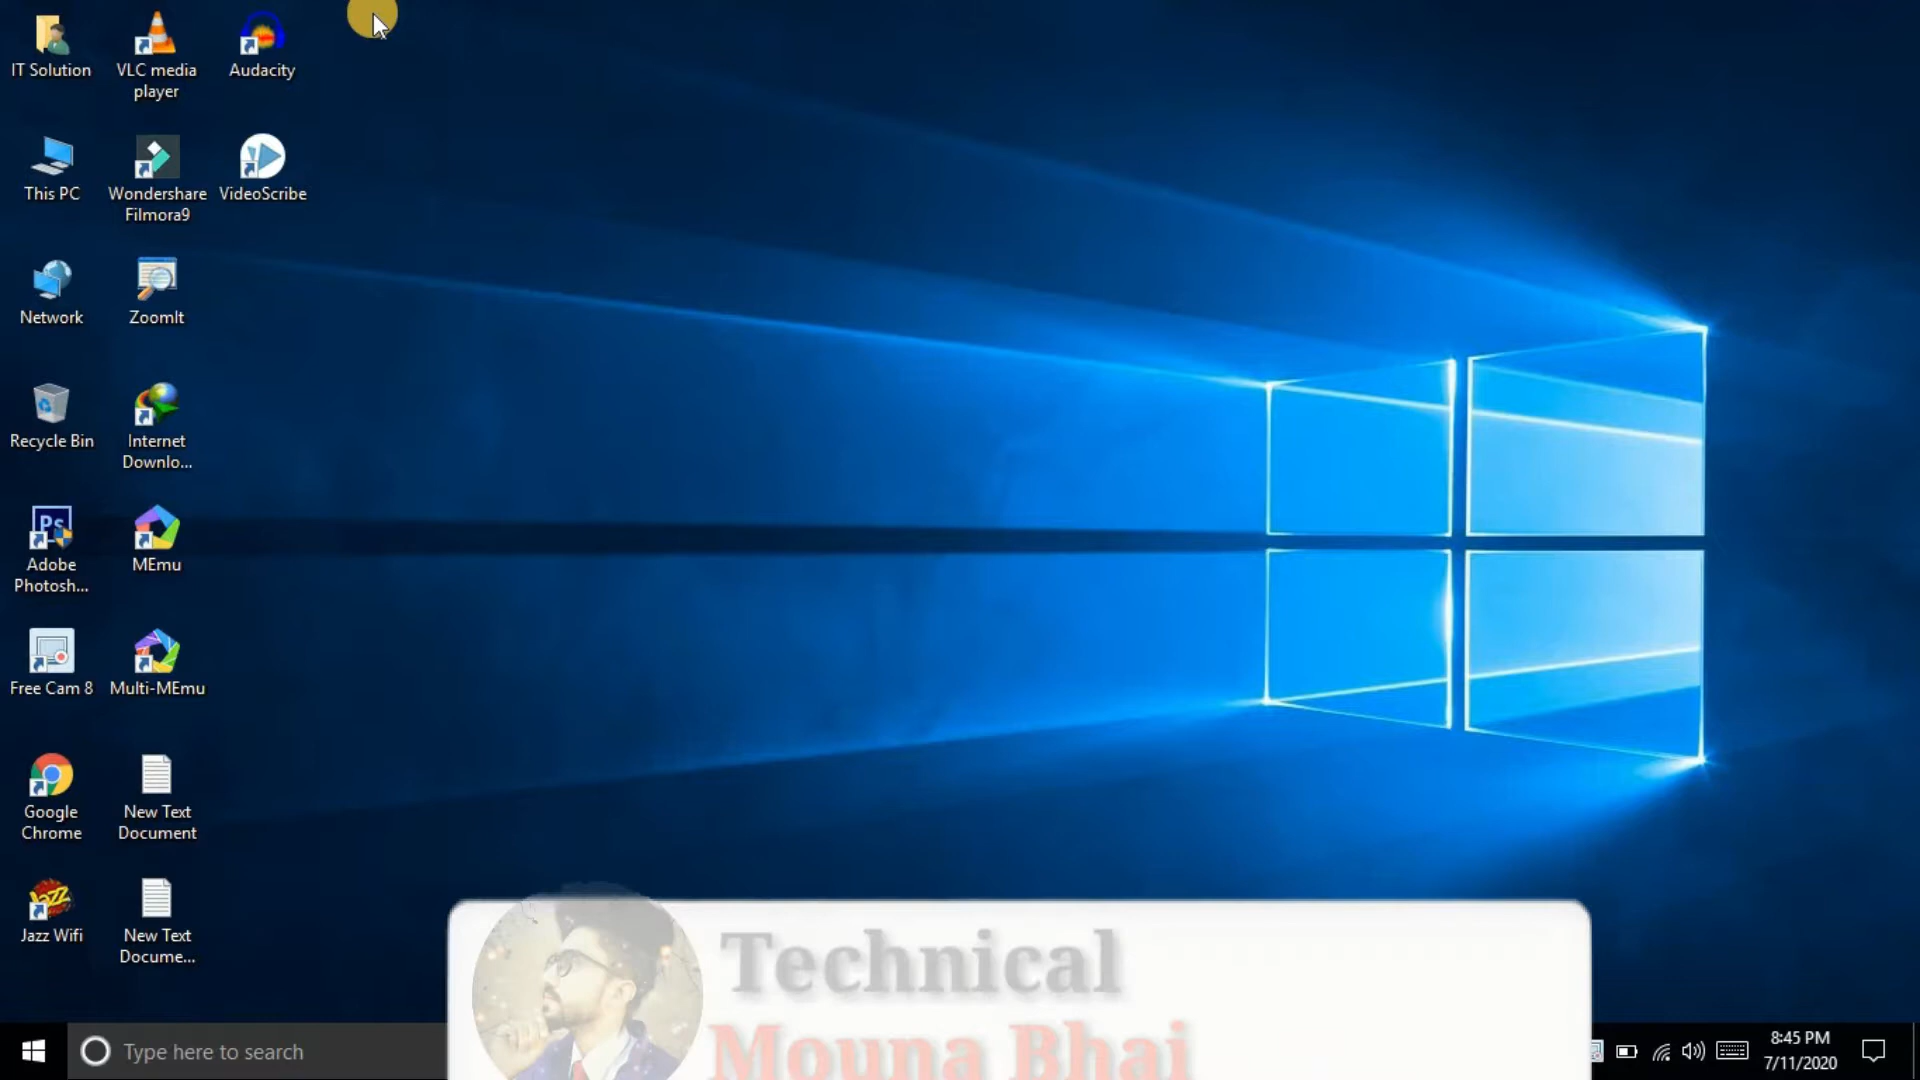 IT Solution
VLC media
player
Audacity
This PC
Wondershare
Filmora9
VideoScribe
Network
ZoomIt
Recycle Bin
Internet
Downlo...
Ps
Adobe
Photosh...
MEmu
Free Cam 8
Multi-MEmu
Google
Chrome
New Text
Document
Jazz
Jazz Wifi
New Text
Docume...
Technical
Mouna Bhai
Type here to search
8:45 PM
7/11/2020